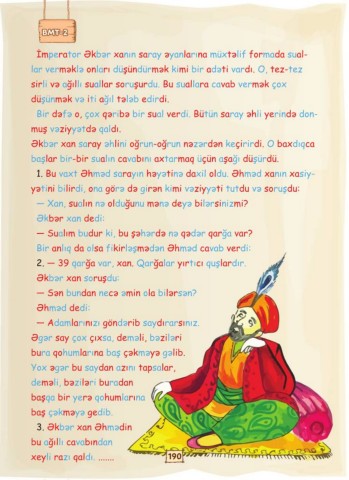 BMT-2
İmperator Əkbər xanın saray əyanlarına müxtəlif formada sual-
lar verməklə onları düşündürmək kimi bir adəti vardı. O, tez-tez
sirli və ağıllı suallar soruşurdu. Bu suallara cavab vermək çox
düşünmək və iti ağıl tələb edirdi.
Bir dəfə o, çox qəribə bir sual verdi. Bütün saray əhli yerində don-
muş vəziyyətdə qaldı.
Əkbər xan saray əhlini oğrun-oğrun nəzərdən keçirirdi. O baxdıqca
başlar bir-bir sualın cavabını axtarmaq üçün aşağı düşürdü.
1. Bu vaxt Əhməd sarayın həyətinə daxil oldu. Əhməd xanın xasiy-
yətini bilirdi, ona görə də girən kimi vəziyyəti tutdu və soruşdu:
— Xan, sualın nə olduğunu mənə deyə bilərsinizmi?
Əkbər xan dedi:
— Sualım budur ki, bu şəhərdə nə qədər qarğa var?
Bir anlıq da olsa fikirləşmədən Əhməd cavab verdi:
2. — 39 qarğa var, xan. Qarğalar yırtıcı quşlardır.
Əkbər xan soruşdu:
— Sən bundan necə əmin ola bilərsən?
Əhməd dedi:
— Adamlarınızı göndərib saydırarsınız.
Əgər say çox çıxsa, deməli, bəziləri
bura qohumlarına baş çəkməyə gəlib.
Yox əgər bu saydan azını tapsalar,
deməli, bəziləri buradan
başqa bir yerə qohumlarına
baş çəkməyə gedib.
3. Əkbər xan Əhmədin
bu ağıllı cavabından
xeyli razı qaldı. .......
190